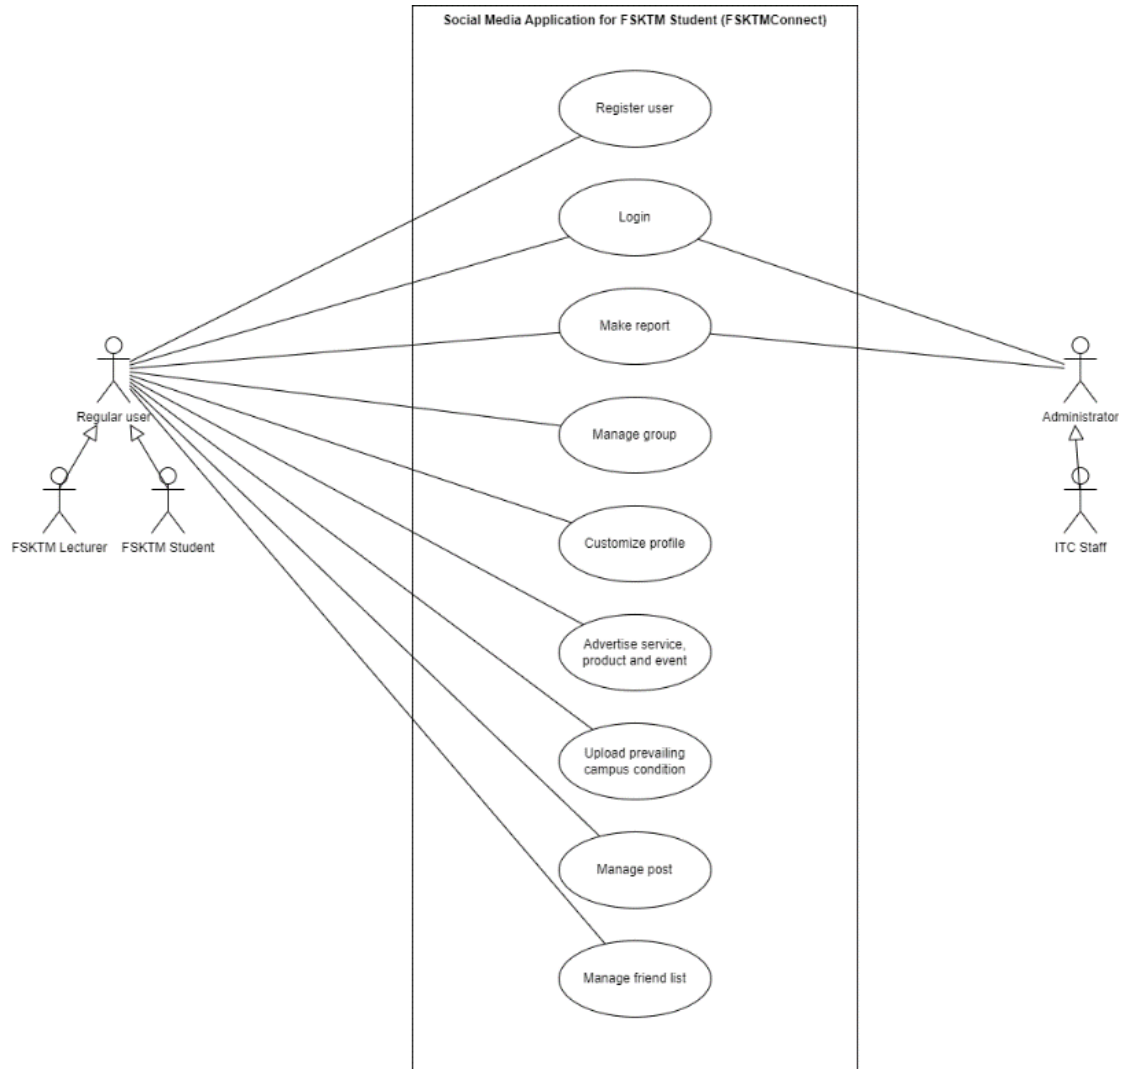 Social Media Application for FSKTM Student (FSKTMConnect)
Register user
Login
Make report
Regular user
Administrator
Manage group
FSKTM Lecturer
FSKTM Student
Customize profile
ITC Staff
Advertise service,
product and event
Upload prevailing
campus condition
Manage post
Manage friend list